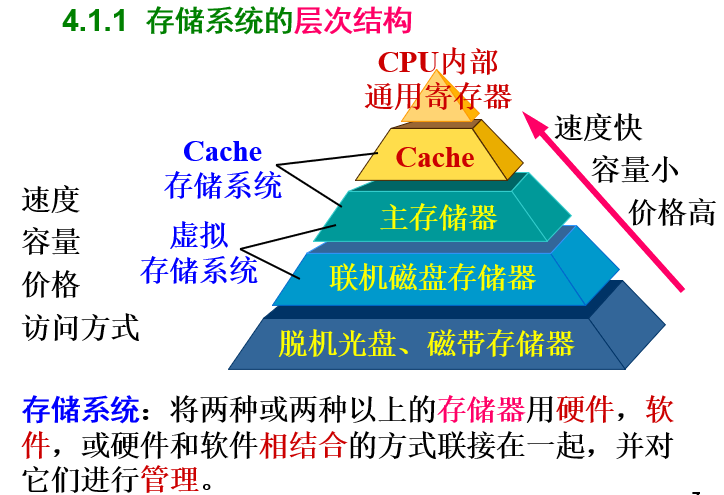 4.1.1 存储系统的层次结构
CPU内部
通用寄存器
速度快
容量小
价格高
Cache
Cache
存储系统
主存储器
虚拟
存储系统
联机磁盘存储器
脱机光盘、磁带存储器
速度
容量
价格
访问方式
存储系统：将两种或两种以上的存储器用硬件，软
件，或硬件和软件相结合的方式联接在一起，并对
它们进行管理。